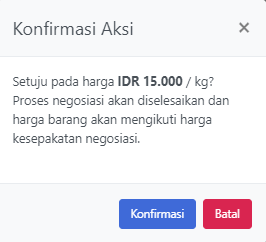 Konfirmasi Aksi ×
Setuju pada harga IDR 15.000 / kg?
Proses negosiasi akan diselesaikan dan
harga barang akan mengikuti harga
kesepakatan negosiasi.
Konfirmasi Batal